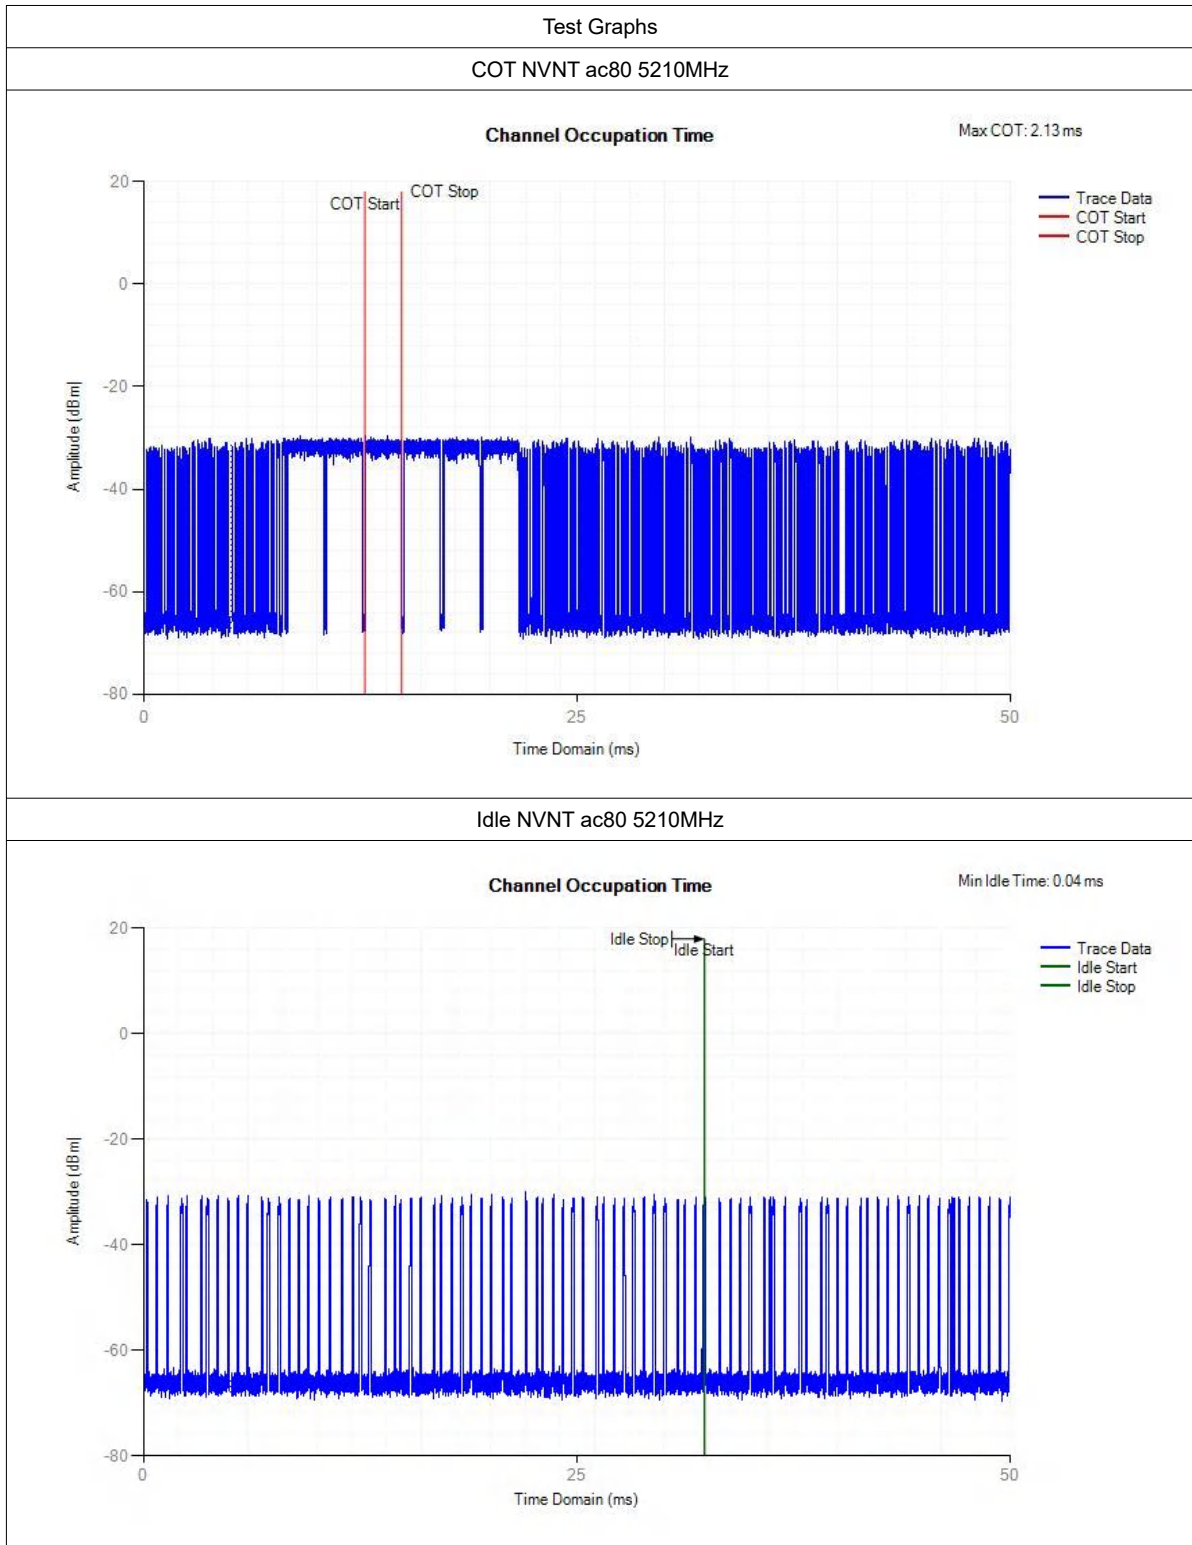 Test Graphs
COT NVNT ac80 5210MHz
Channel Occupation Time
Max COT: 2.13 ms
20
COT Start
COT Stop
Trace Data
COT Start
COT Stop
0
-20
Amplitude [dBm]
-40
-60
-80
0
25
50
Time Domain (ms)
Idle NVNT ac80 5210MHz
Channel Occupation Time
Min Idle Time: 0.04 ms
20
Idle Stop
Idle Start
Trace Data
Idle Start
Idle Stop
0
-20
Amplitude [dBm]
-40
-60
-80
0
25
50
Time Domain (ms)